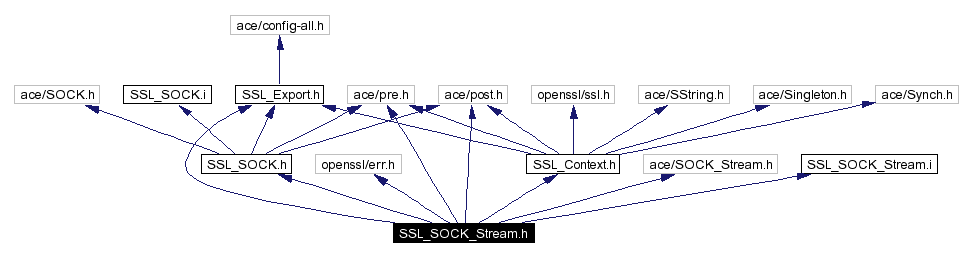 ace/config-all.h
ace/SOCK.h
SSL_SOCK.i
SSL_Export.h
ace/pre.h
ace/post.h
openssl/ssl.h
ace/SString.h
ace/Singleton.h
ace/Synch.h
SSL_SOCK.h
openssl/err.h
SSL_Context.h
ace/SOCK_Stream.h
SSL_SOCK_Stream.i
SSL_SOCK_Stream.h